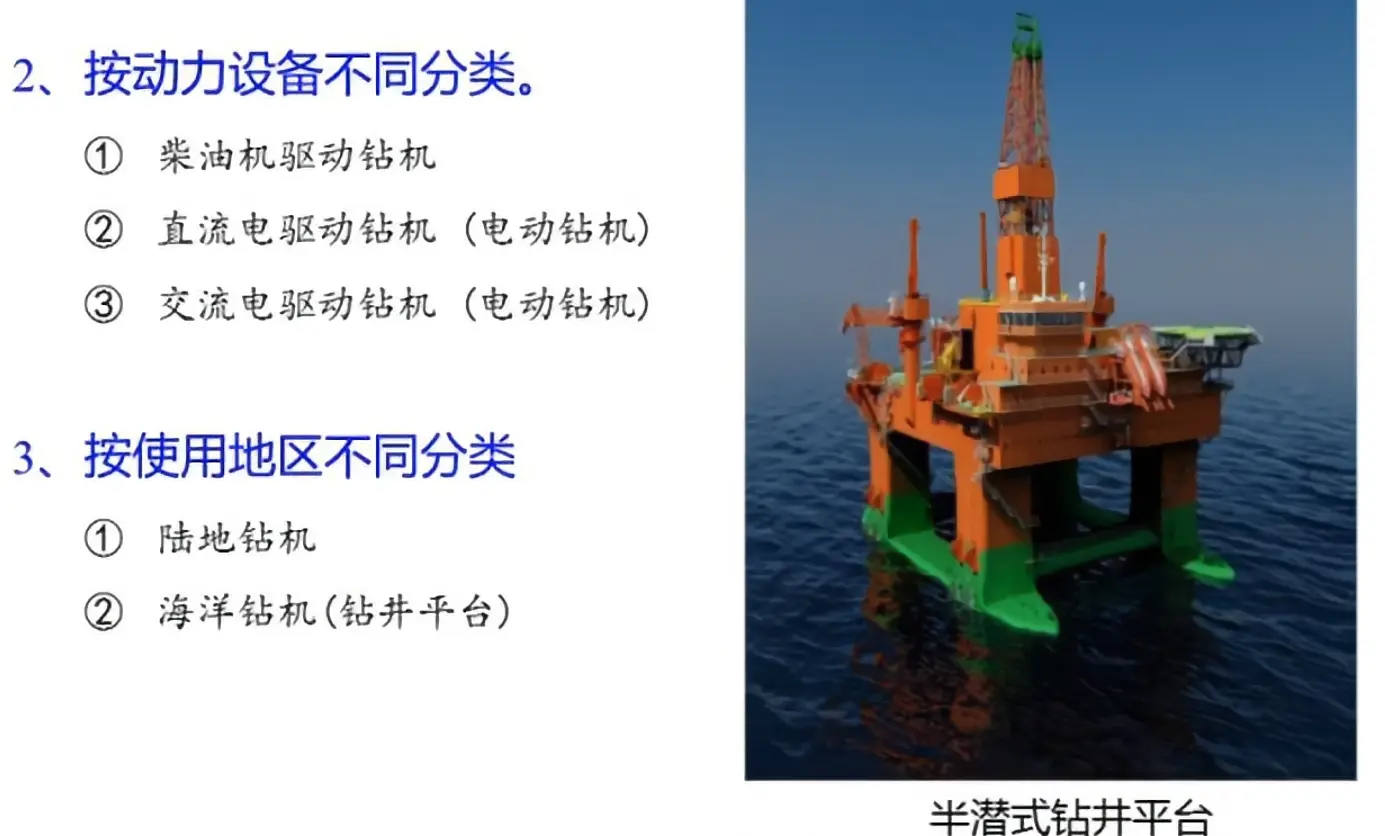 2、按动力设备不同分类。
① 柴油机驱动钻机
② 直流电驱动钻机（电动钻机）
③ 交流电驱动钻机（电动钻机）
3、按使用地区不同分类
① 陆地钻机
② 海洋钻机(钻井平台)
半潜式钻井平台